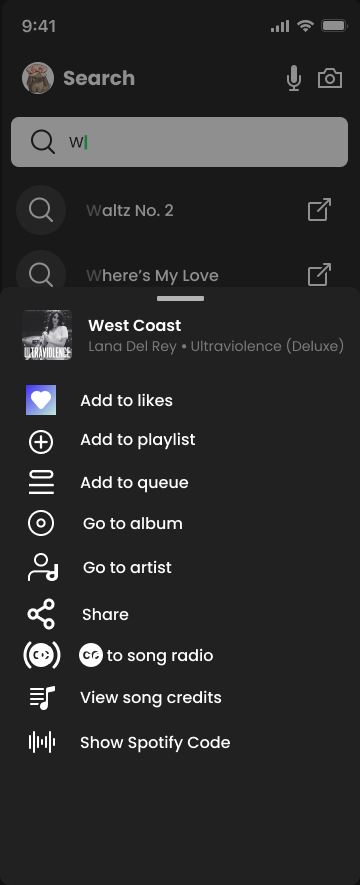 9:41
Search
W
Waltz No. 2
Where's My Love
ULTRAVIOLENCE
West Coast
Lana Del Rey • Ultraviolence (Deluxe)
Add to likes
Add to playlist
Add to queue
Go to album
Go to artist
Share
to song radio
View song credits
Show Spotify Code